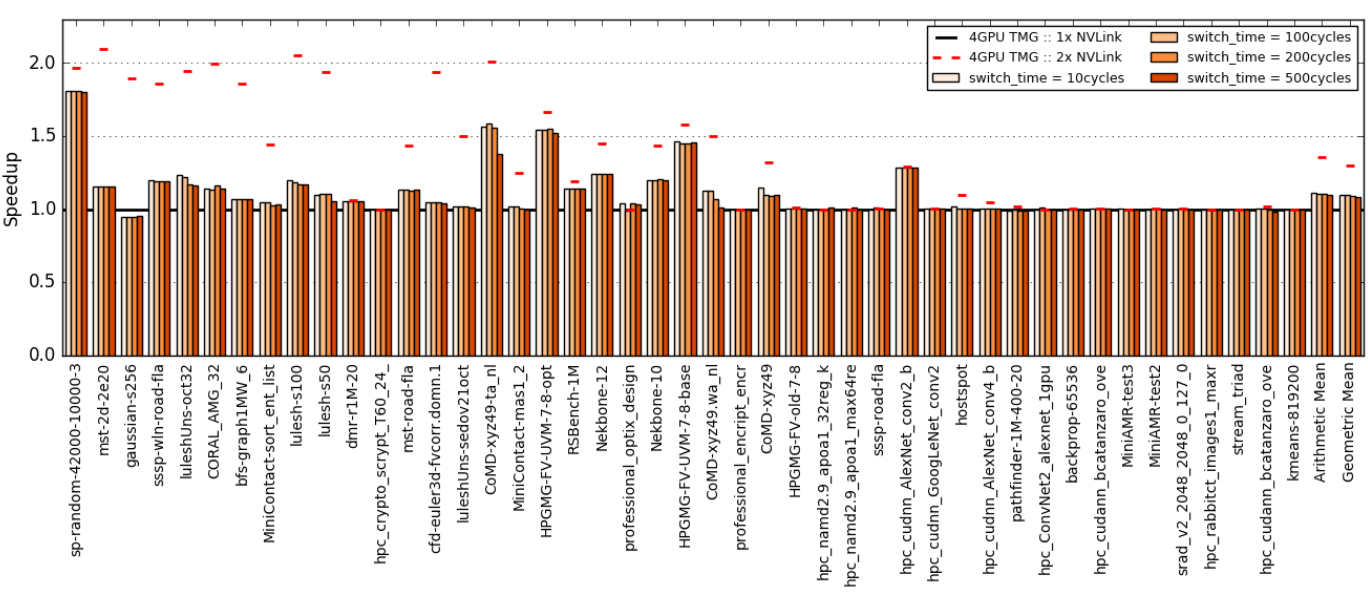 Speedup
2.0
1.5
1.0
0.5
0.0
4GPU TMG :: 1x NVLink
4GPU TMG :: 2x NVLink
switch_time = 10cycles
switch_time = 100cycles
switch_time = 200cycles
switch_time = 500cycles
sp-random-42000-10000-3
mst-2d-2e20
gaussian-s256
sssp-wln-road-fla
luleshUns-oct32
CORAL_AMG_32
bfs-graph1MW_6
MiniContact-sort_ent_list
lulesh-s100
lulesh-s50
dmr-r1M-20
hpc_crypto_scrypt_T60_24_
mst-road-fla
cfd-euler3d-fvcorr.domn.1
luleshUns-sedov21oct
CoMD-xyz49-ta_nl
MiniContact-mas1_2
HPGMG-FV-UVM-7-8-opt
RSBench-1M
Nekbone-12
professional_optix_design
Nekbone-10
HPGMG-FV-UVM-7-8-base
CoMD-xyz49.wa_nl
professional_encript_encr
CoMD-xyz49
HPGMG-FV-old-7-8
hpc_namd2.9_apoa1_32reg_k
hpc_namd2.9_apoa1_max64re
sssp-road-fla
hpc_cudnn_AlexNet_conv2_b
hpc_cudnn_GoogLeNet_conv2
hostspot
hpc_cudnn_AlexNet_conv4_b
pathfinder-1M-400-20
hpc_ConvNet2_alexnet_1gpu
backprop-65536
hpc_cudann_bcatanzaro_ove
MiniAMR-test3
MiniAMR-test2
srad_v2_2048_2048_0_127_0
hpc_rabbitct_images1_maxr
stream_triad
hpc_cudann_bcatanzaro_ove
kmeans-819200
Arithmetic Mean
Geometric Mean